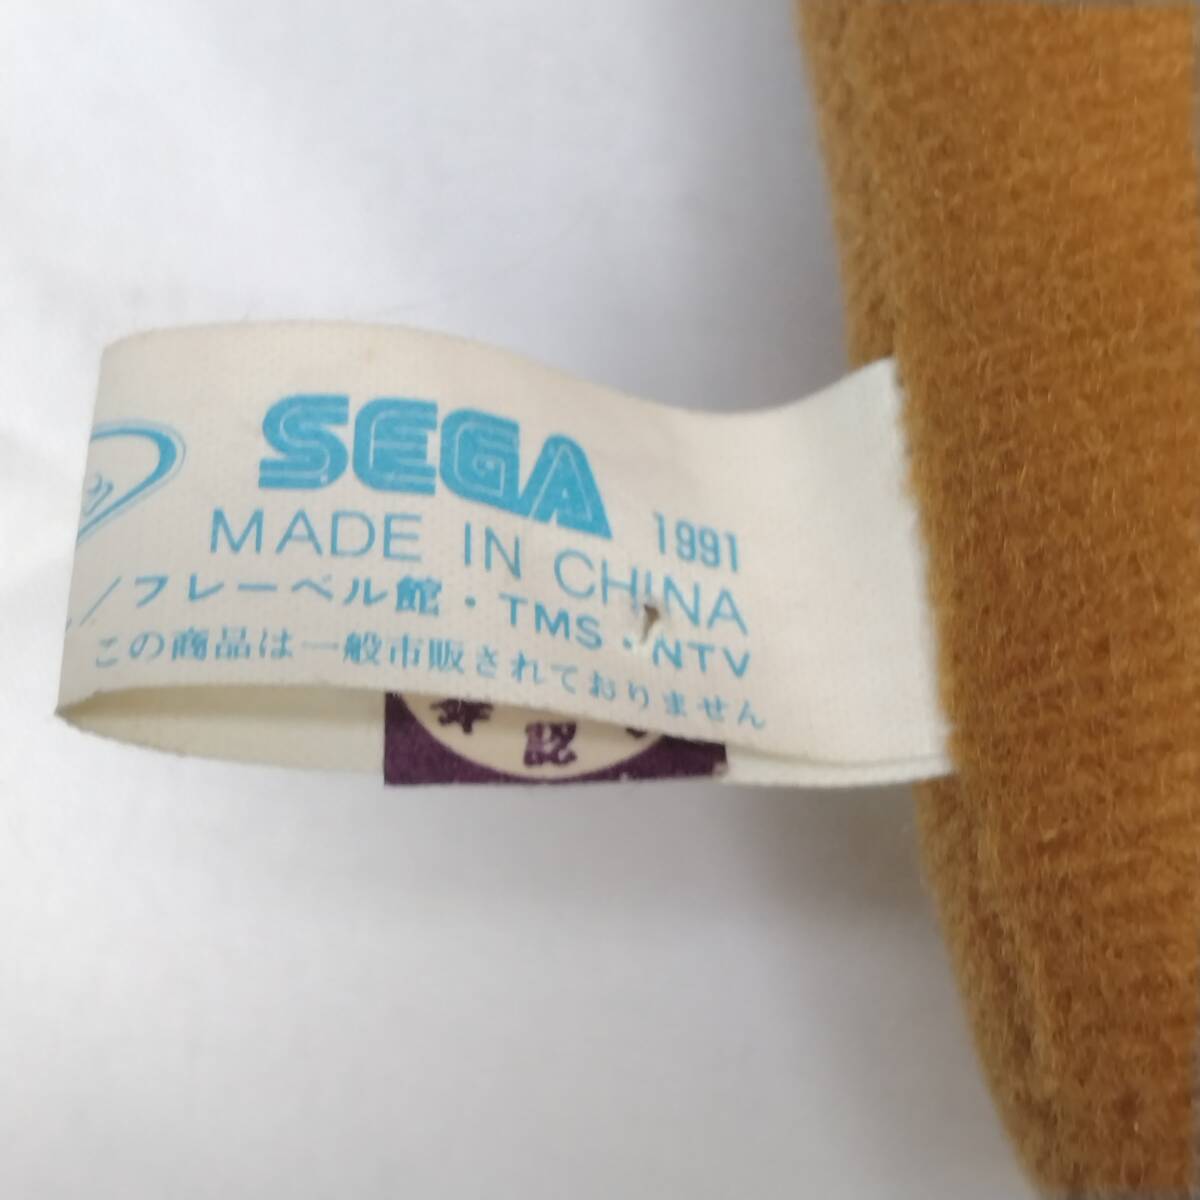 SEGA 1991
MADE IN CHINA
／フレーベル館・TMS・NTV
この商品は一般市販されておりません